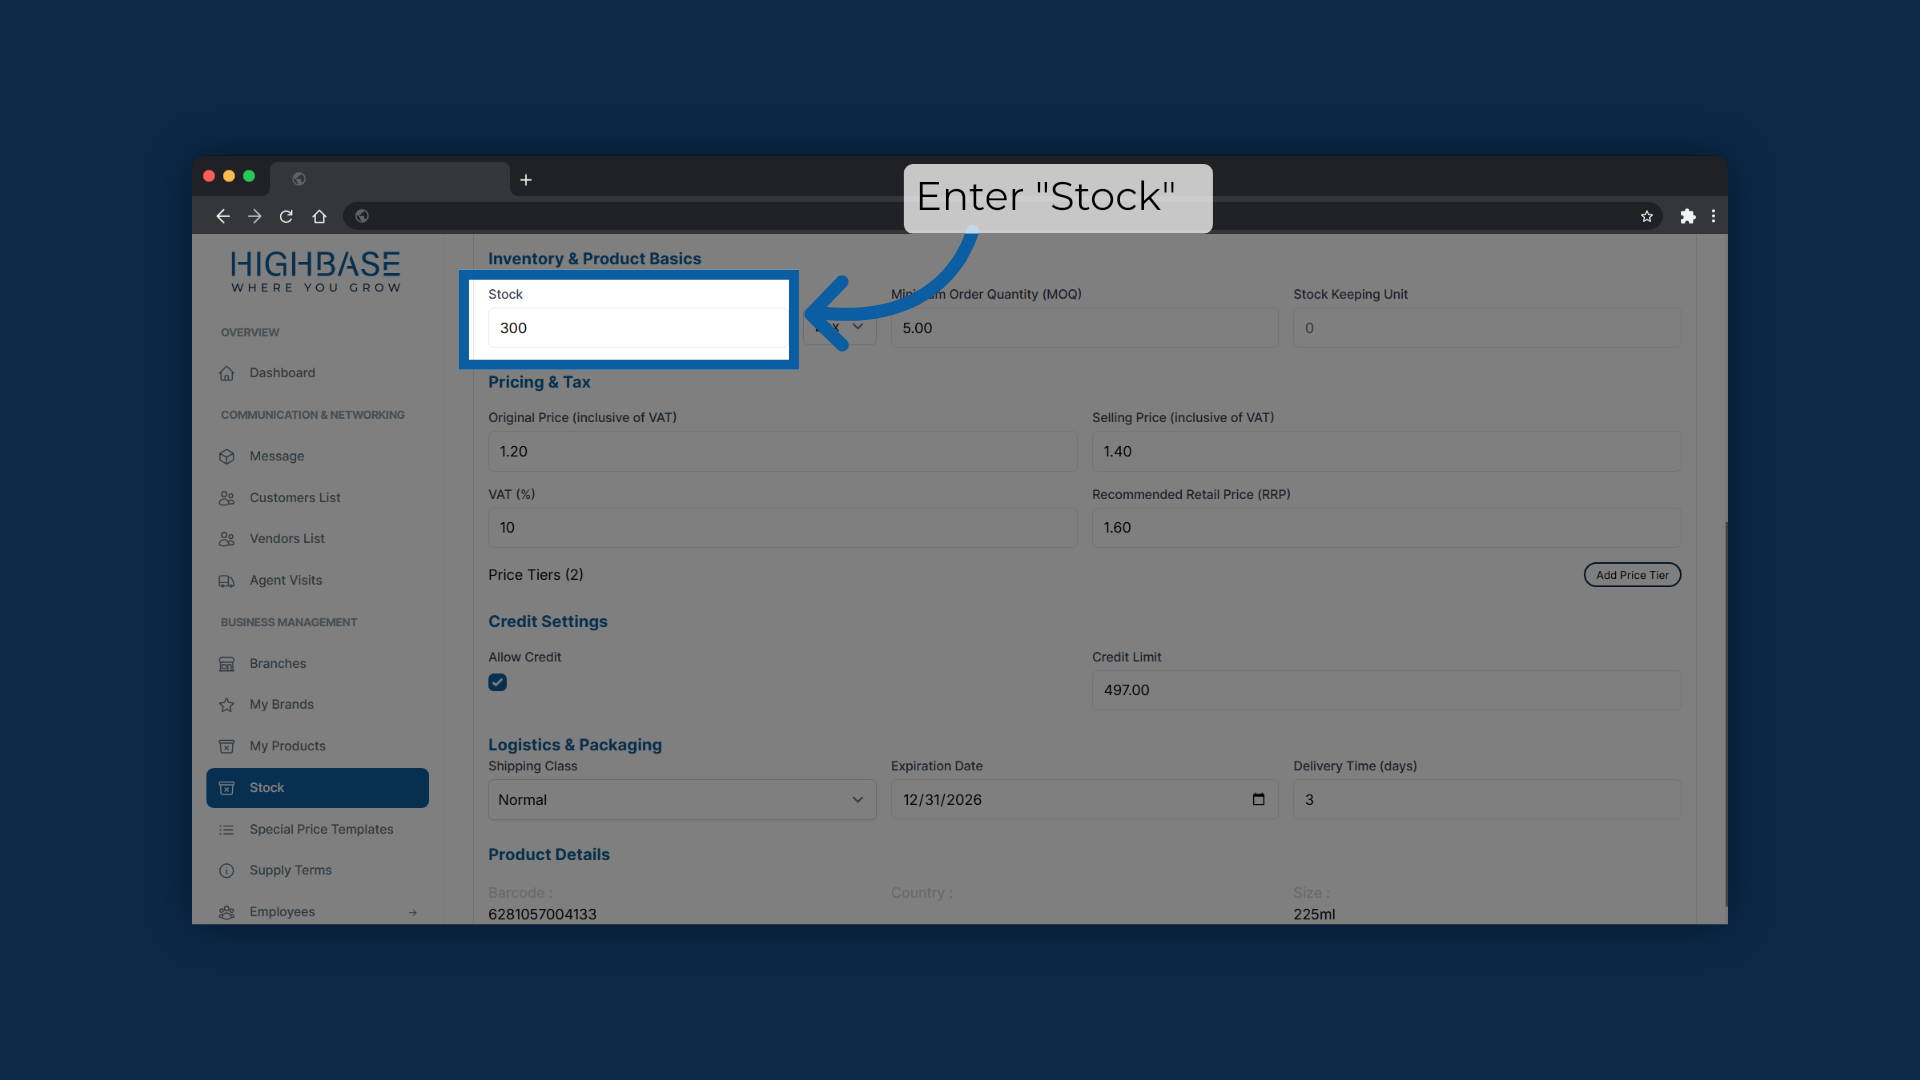 Enter "Stock"
HIGHBASE
WHERE YOU GROW
OVERVIEW
Dashboard
COMMUNICATION & NETWORKING
Message
Customers List
Vendors List
Agent Visits
BUSINESS MANAGEMENT
Branches
My Brands
My Products
Stock
Special Price Templates
Supply Terms
Employees
Inventory & Product Basics
Stock
300
Order Quantity (MOQ)
5.00
Stock Keeping Unit
0
Pricing & Tax
Original Price (inclusive of VAT)
1.20
Selling Price (inclusive of VAT)
1.40
VAT (%)
10
Recommended Retail Price (RRP)
1.60
Price Tiers (2)
Add Price Tier
Credit Settings
Allow Credit
Credit Limit
497.00
Logistics & Packaging
Shipping Class
Normal
Expiration Date
12/31/2026
Delivery Time (days)
3
Product Details
Barcode :
6281057004133
Country :
Size :
225ml